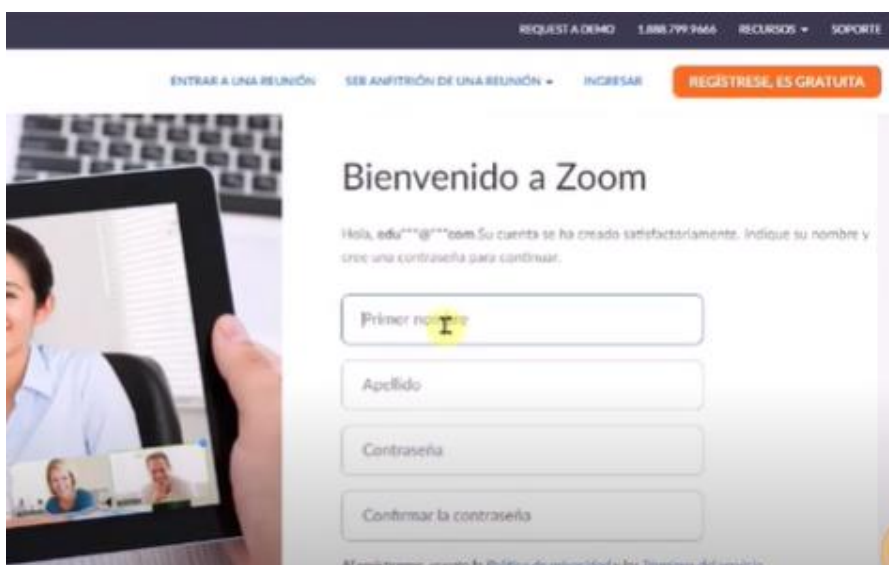 REQUEST A DEMO 1.888.799.9666 RECURSOS SOPORTE
ENTRAR A UNA REUNIÓN SER ANFITRIÓN DE UNA REUNIÓN INGRESAR REGÍSTRESE, ES GRATUITA
Bienvenido a Zoom
Hola, edu***@***com.Su cuenta se ha creado satisfactoriamente. Indique su nombre y
cree una contraseña para continuar.
Primer nombre
Apellido
Contraseña
Confirmar la contraseña